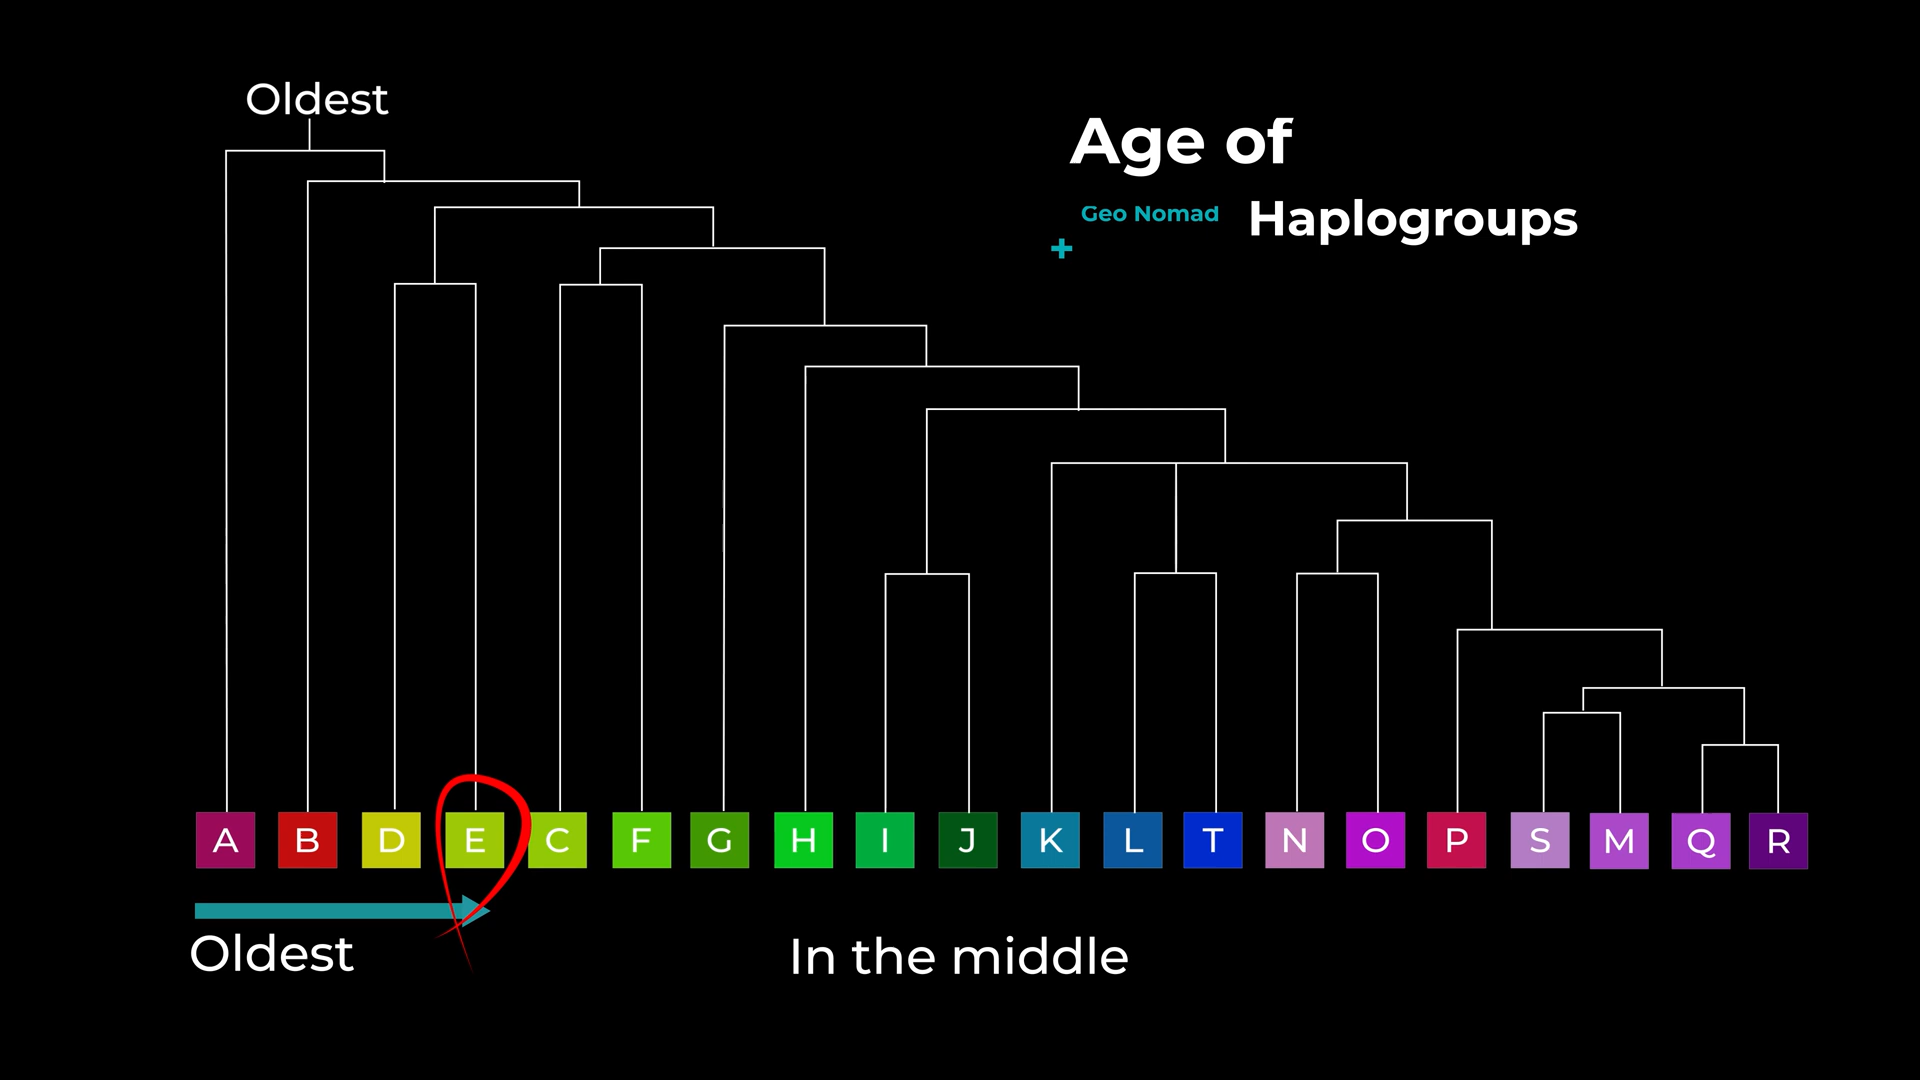 Oldest
Age of
Geo Nomad
Haplogroups
+
A B D E C F G H I J K L T N O P S M Q R
Oldest
In the middle